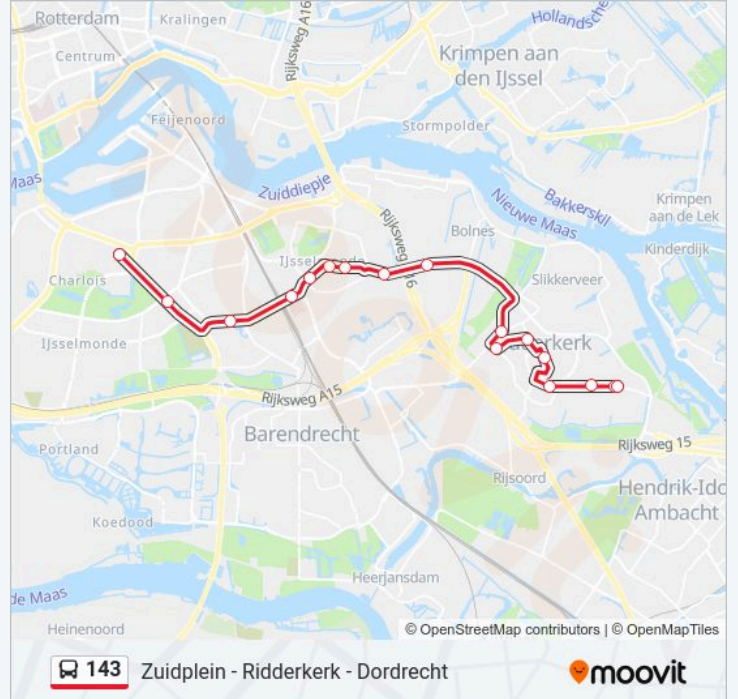 Rotterdam
Kralingen
Rijksweg A16
Hollandsche
Centrum
Krimpen aan
den IJssel
Feijenoord
Stormpolder
Maas
Zuiddiepje
Nieuwe Maas
Bakkerskil
Krimpen
aan de Lek
Rijksweg
16
Bolnes
Kinderdijk
IJsselmonde
Charlois
Slikkerveer
IJsselmonde
erkerk
Rijksweg A15
Barendrecht
Portland
Rijksweg 15
Rijsoord
Hendrik-Ido
Ambacht
Koedood
Heerjansdam
de Maas
Heinenoord
© OpenStreetMap contributors | © OpenMapTiles
143 Zuidplein - Ridderkerk - Dordrecht
moovit